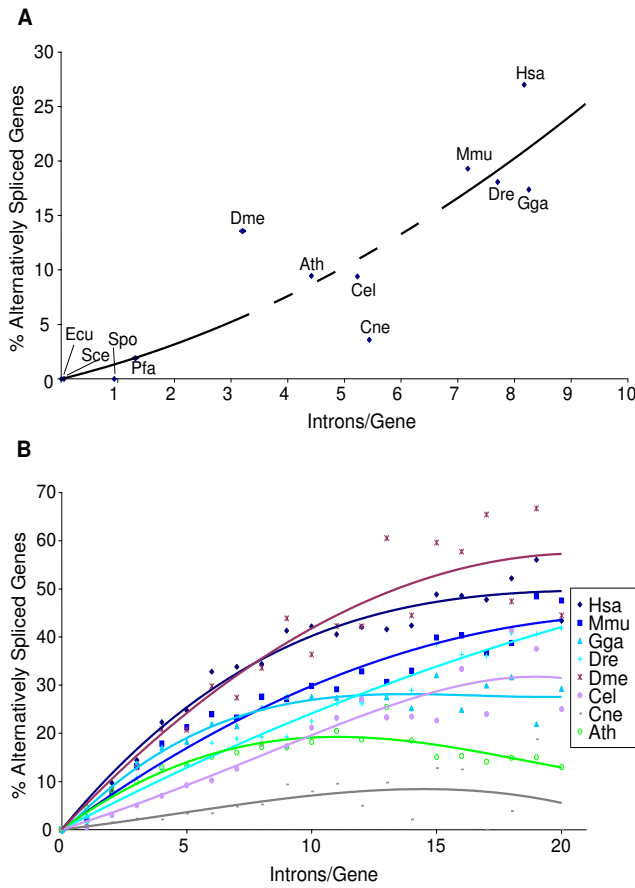 A
% Alternatively Spliced Genes
30
25
20
15
10
5
0
Hsa
Mmu
Dre
Gga
Dme
Ath
Cel
Cne
Ecu
Spo
Sce
Pfa
0 1 2 3 4 5 6 7 8 9 10
Introns/Gene
B
% Alternatively Spliced Genes
70
60
50
40
30
20
10
0
0 5 10 15 20
Introns/Gene
Hsa
Mmu
Gga
Dre
Dme
Cel
Cne
Ath